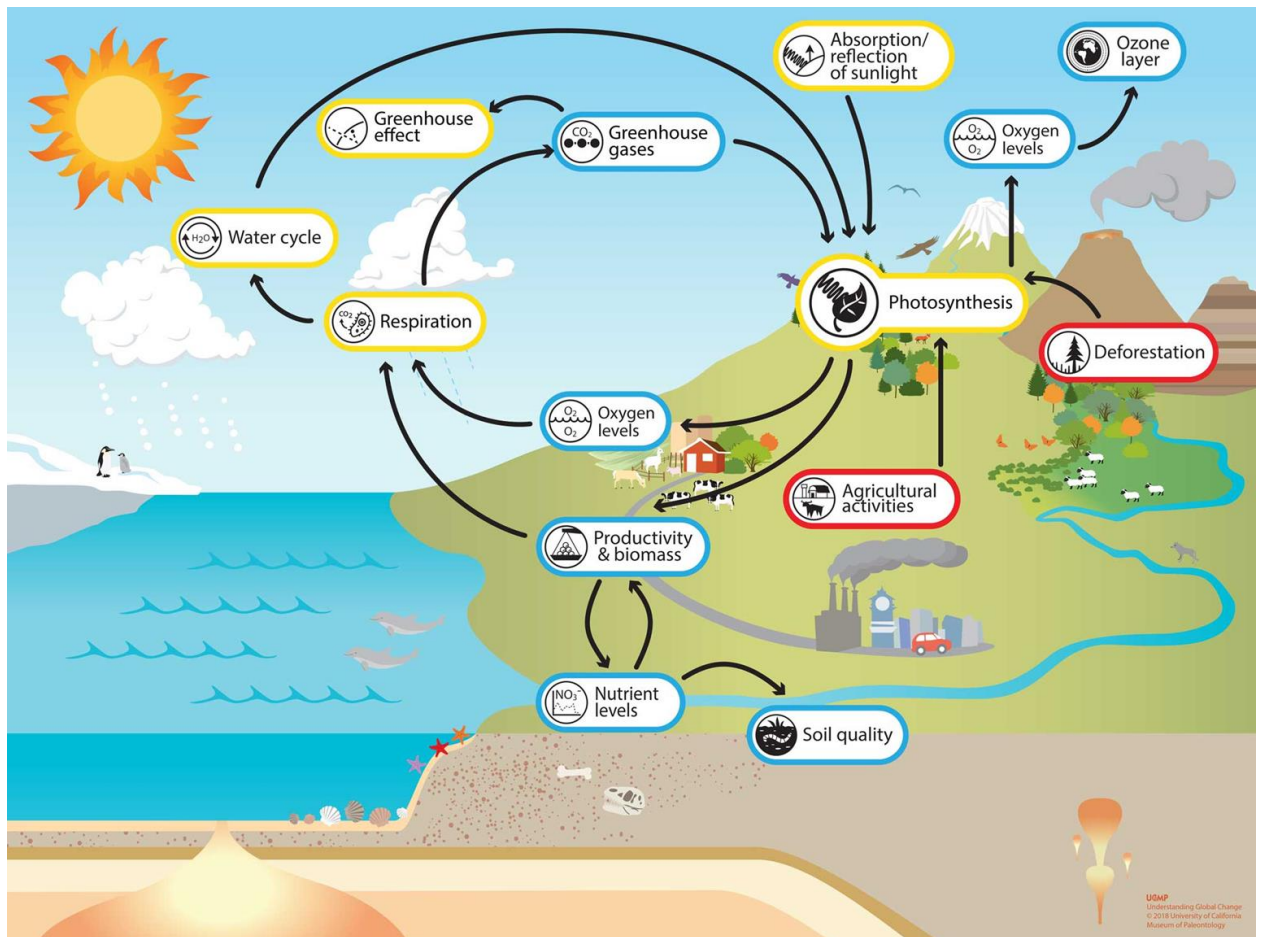 Absorption/
reflection
of sunlight
Ozone
layer
Greenhouse
effect
CO₂
Greenhouse
gases
O₂
O₂
Oxygen
levels
H₂O
Water cycle
CO₂
Respiration
Photosynthesis
Deforestation
O₂
O₂
Oxygen
levels
Agricultural
activities
Productivity
& biomass
NO₃⁻
Nutrient
levels
Soil quality
UCMP
Understanding Global Change
© 2018 University of California
Museum of Paleontology